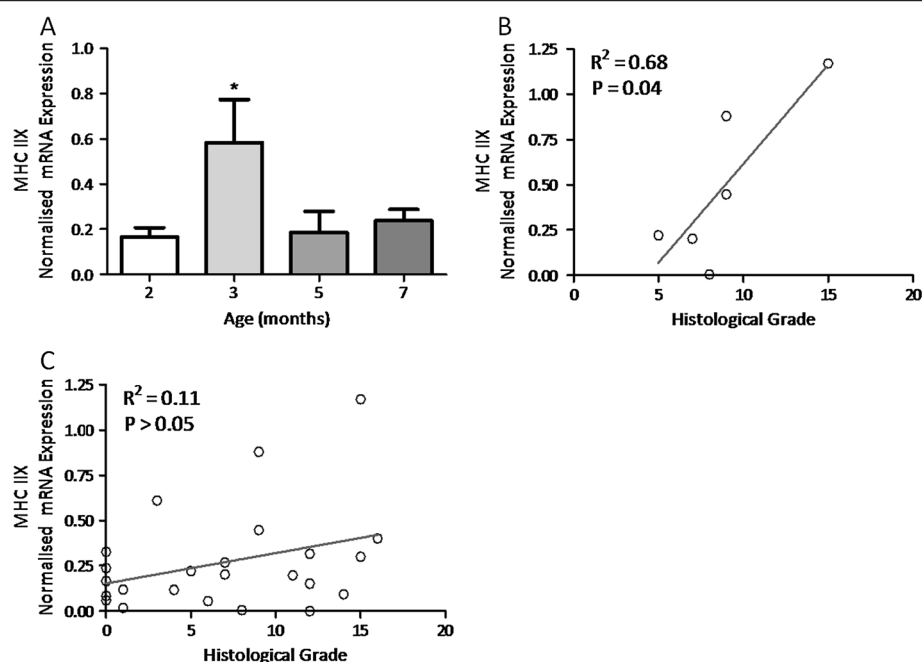 A
MHC IIX
Normalised mRNA Expression
1.0
0.8
0.6
0.4
0.2
0.0
*
2 3 5 7
Age (months)
B
MHC IIX
Normalised mRNA Expression
1.25
1.00
0.75
0.50
0.25
0.00
R² = 0.68
P = 0.04
0 5 10 15 20
Histological Grade
C
MHC IIX
Normalised mRNA Expression
1.25
1.00
0.75
0.50
0.25
0.00
R² = 0.11
P > 0.05
0 5 10 15 20
Histological Grade